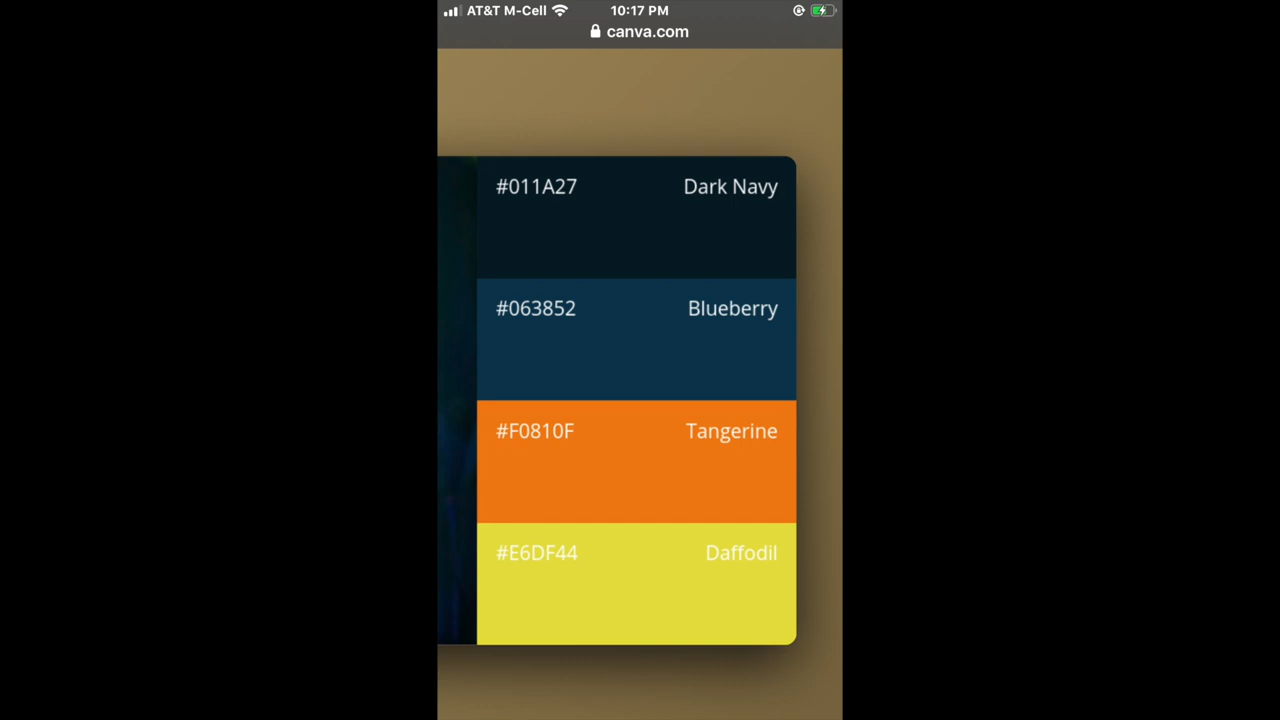 AT&T M-Cell 10:17 PM
canva.com
#011A27 Dark Navy
#063852 Blueberry
#F0810F Tangerine
#E6DF44 Daffodil